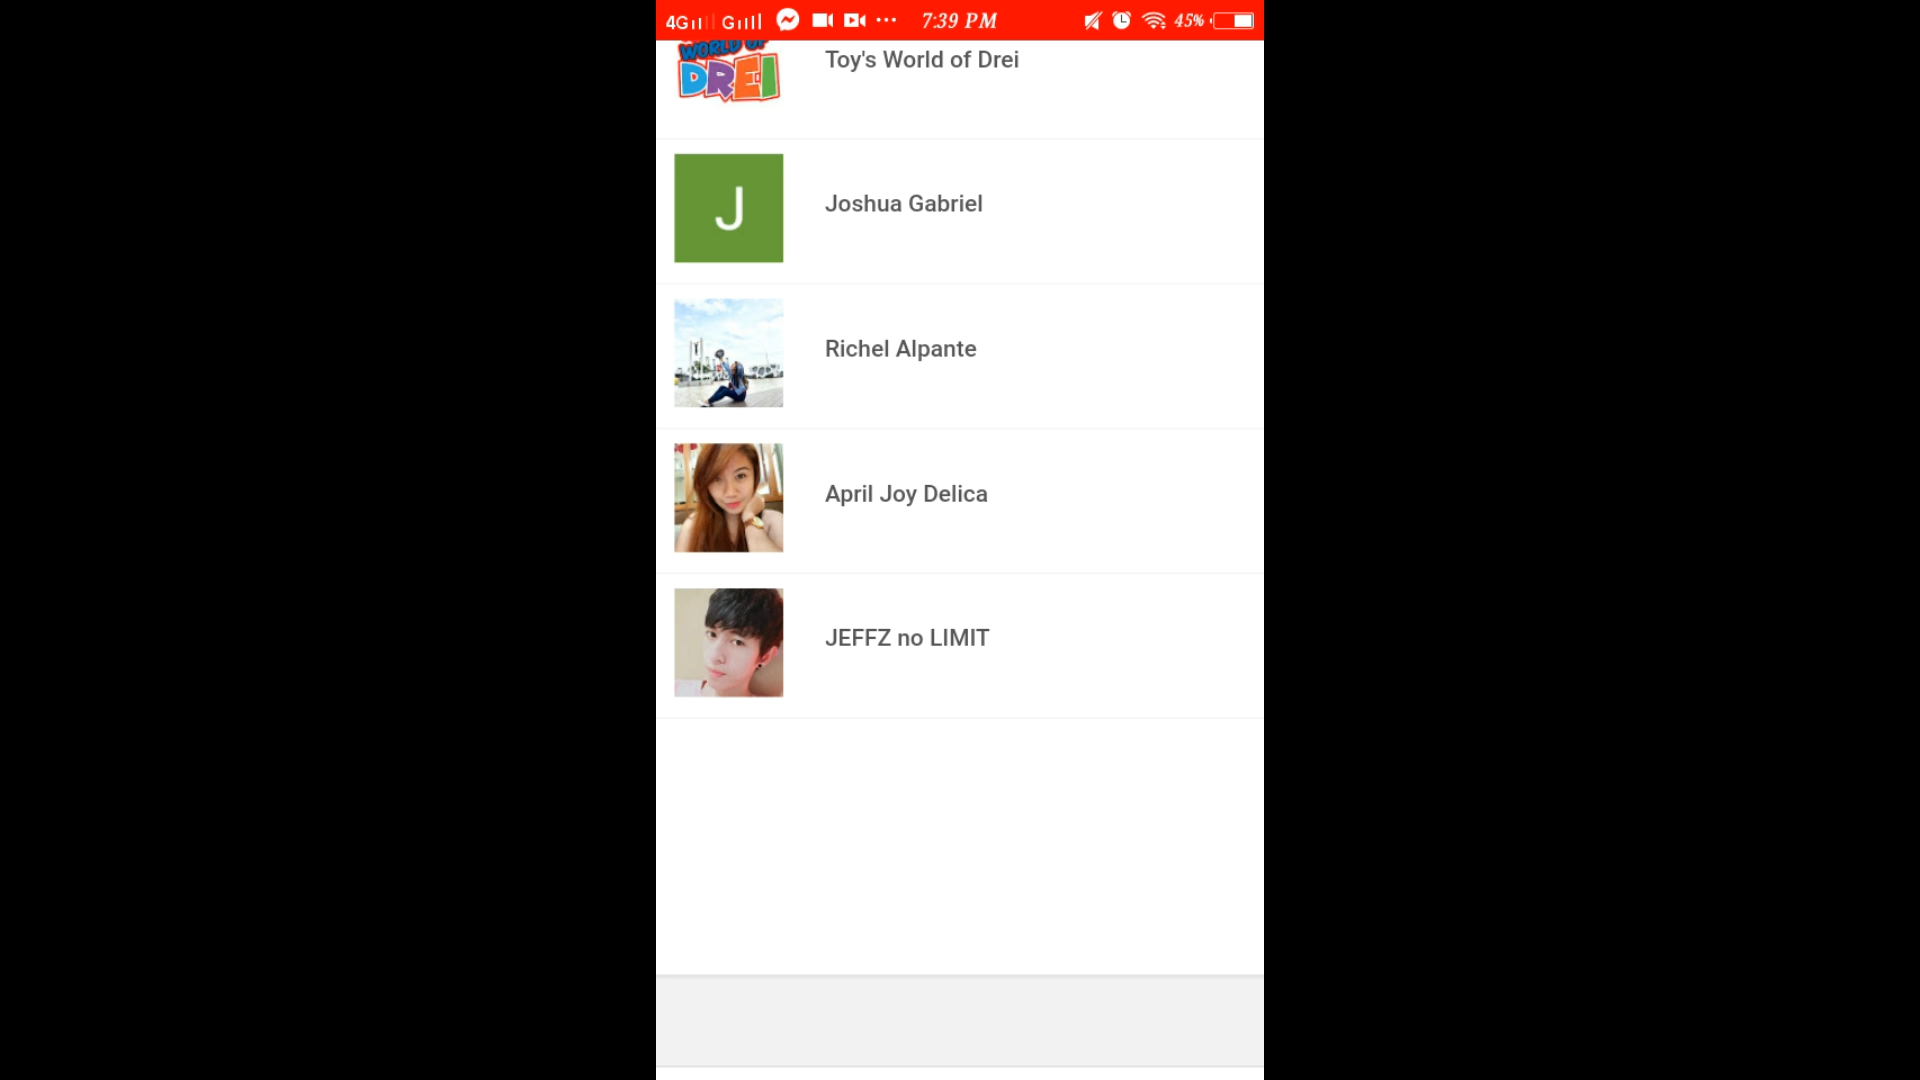 4G G 7:39 PM 45%
WORLD OF
DREI
Toy's World of Drei
J
Joshua Gabriel
Richel Alpante
April Joy Delica
JEFFZ no LIMIT